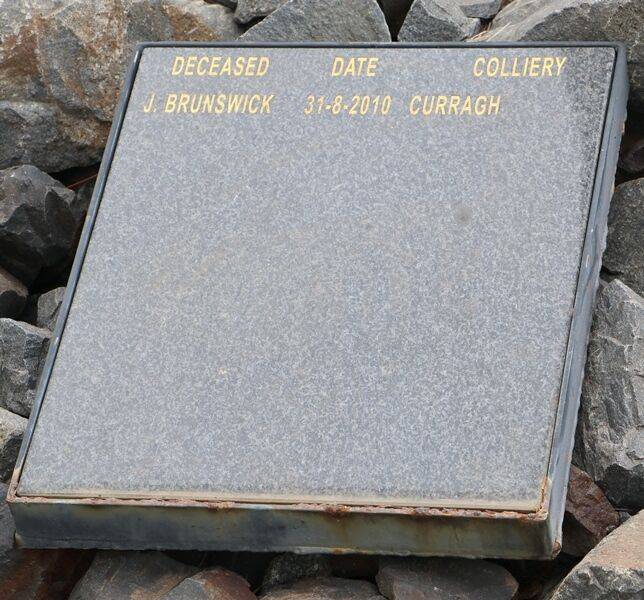 DECEASED DATE COLLIERY
J. BRUNSWICK 31-8-2010 CURRAGH